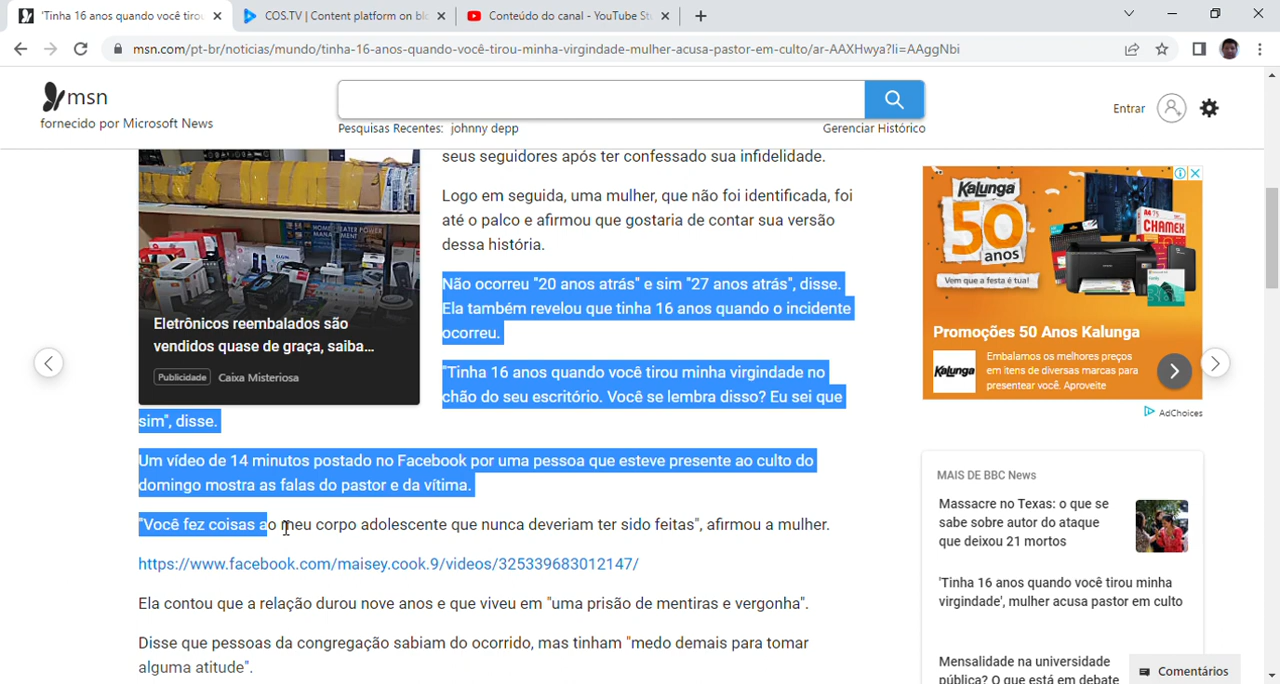 'Tinha 16 anos quando você tirou
COS.TV | Content platform on blo
Conteúdo do canal - YouTube Stu
msn.com/pt-br/noticias/mundo/tinha-16-anos-quando-você-tirou-minha-virgindade-mulher-acusa-pastor-em-culto/ar-AAXHwya?li=AAggNbi
msn
fornecido por Microsoft News
Pesquisas Recentes: johnny depp
Gerenciar Histórico
Entrar
seus seguidores após ter confessado sua infidelidade.
Logo em seguida, uma mulher, que não foi identificada, foi
até o palco e afirmou que gostaria de contar sua versão
dessa história.
Não ocorreu "20 anos atrás" e sim "27 anos atrás", disse.
Ela também revelou que tinha 16 anos quando o incidente
ocorreu.
"Tinha 16 anos quando você tirou minha virgindade no
chão do seu escritório. Você se lembra disso? Eu sei que
sim", disse.
Eletrônicos reembalados são
vendidos quase de graça, saiba...
Publicidade Caixa Misteriosa
Um vídeo de 14 minutos postado no Facebook por uma pessoa que esteve presente ao culto do
domingo mostra as falas do pastor e da vítima.
"Você fez coisas ao meu corpo adolescente que nunca deveriam ter sido feitas", afirmou a mulher.
https://www.facebook.com/maisey.cook.9/videos/325339683012147/
Ela contou que a relação durou nove anos e que viveu em "uma prisão de mentiras e vergonha".
Disse que pessoas da congregação sabiam do ocorrido, mas tinham "medo demais para tomar
alguma atitude".
Kalunga
50
anos
Vem que a festa é tua!
A4 75
CHAMEX
Promoções 50 Anos Kalunga
Kalunga
Embalamos os melhores preços
em itens de diversas marcas para
presentear você. Aproveite
AdChoices
MAIS DE BBC News
Massacre no Texas: o que se
sabe sobre autor do ataque
que deixou 21 mortos
'Tinha 16 anos quando você tirou minha
virgindade', mulher acusa pastor em culto
Mensalidade na universidade
pública? O que está em debate
Comentários